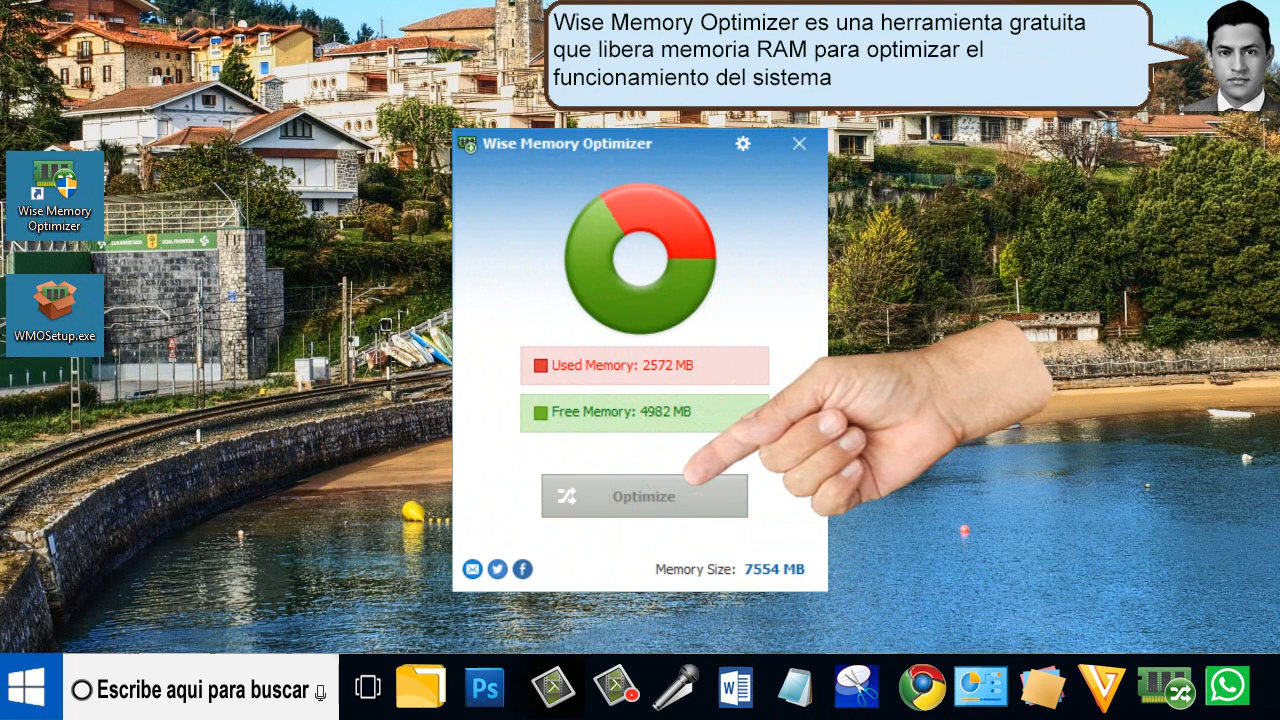 Wise Memory Optimizer es una herramienta gratuita
que libera memoria RAM para optimizar el
funcionamiento del sistema
Wise Memory Optimizer
Wise Memory
Optimizer
WMOSetup.exe
Used Memory: 2572 MB
Free Memory: 4982 MB
Optimize
Memory Size: 7554 MB
Escribe aqui para buscar
Ps
W